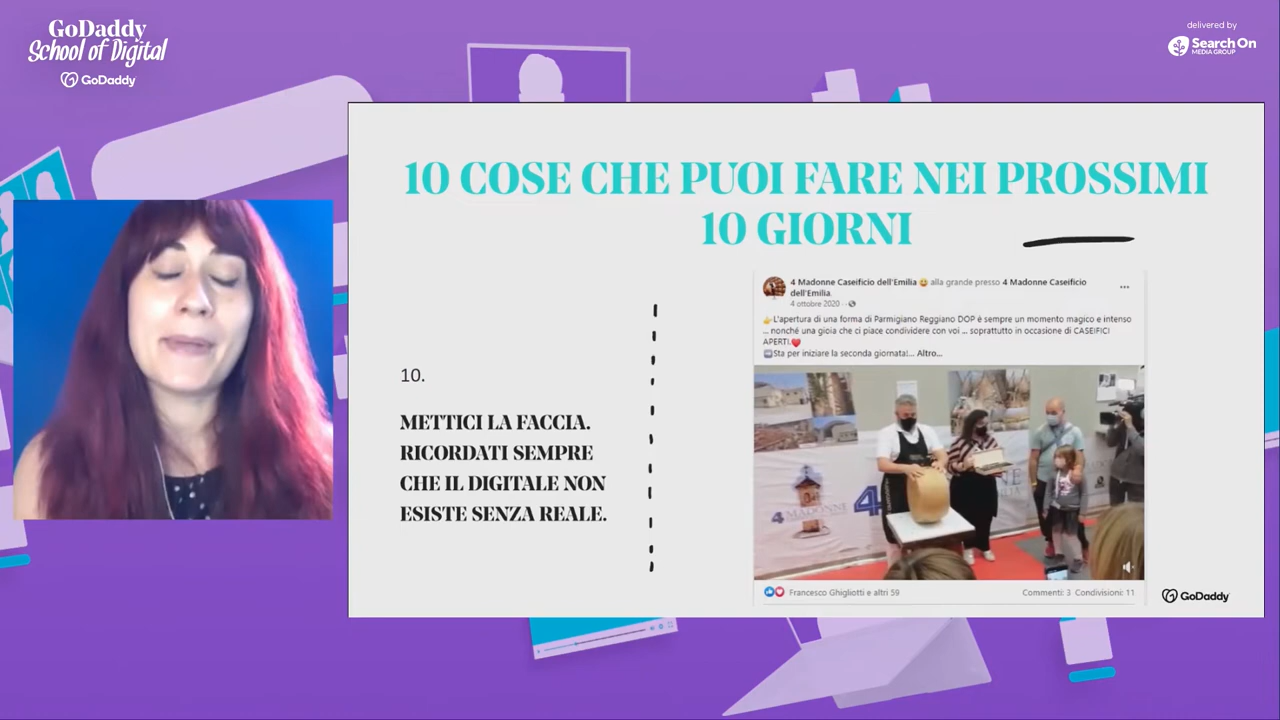 GoDaddy
School of Digital
GoDaddy
delivered by
Search On
MEDIA GROUP
10 COSE CHE PUOI FARE NEI PROSSIMI
10 GIORNI
10.
METTICI LA FACCIA.
RICORDATI SEMPRE
CHE IL DIGITALE NON
ESISTE SENZA REALE.
4 Madonne Caseificio dell'Emilia 😄 alla grande presso 4 Madonne Caseificio
dell'Emilia.
4 ottobre 2020 ·
👉L'apertura di una forma di Parmigiano Reggiano DOP è sempre un momento magico e intenso
... nonché una gioia che ci piace condividere con voi ... soprattutto in occasione di CASEIFICI
APERTI.❤️
➡️Sta per iniziare la seconda giornata!... Altro...
4 MADONNE
4
Francesco Ghigliotti e altri 59
Commenti: 3 Condivisioni: 11
GoDaddy